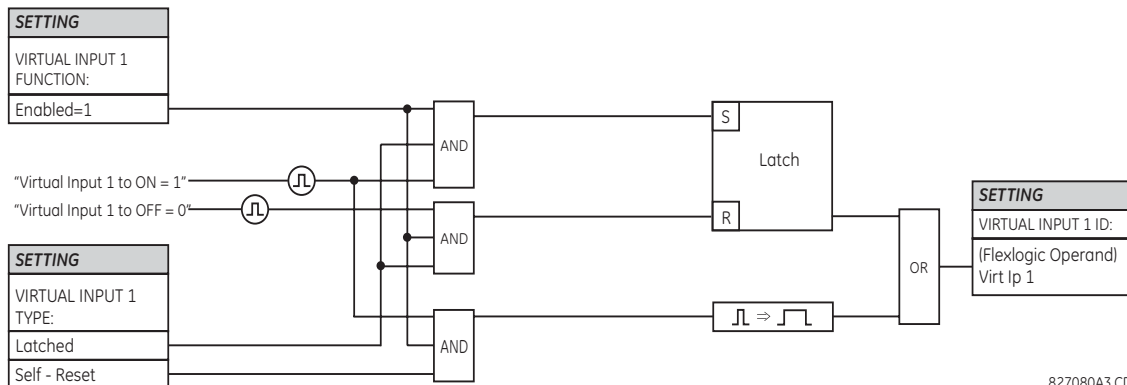 SETTING
VIRTUAL INPUT 1
FUNCTION:
Enabled=1
"Virtual Input 1 to ON = 1"
"Virtual Input 1 to OFF = 0"
SETTING
VIRTUAL INPUT 1
TYPE:
Latched
Self - Reset
AND
AND
AND
S
Latch
R
OR
SETTING
VIRTUAL INPUT 1 ID:
(Flexlogic Operand)
Virt Ip 1